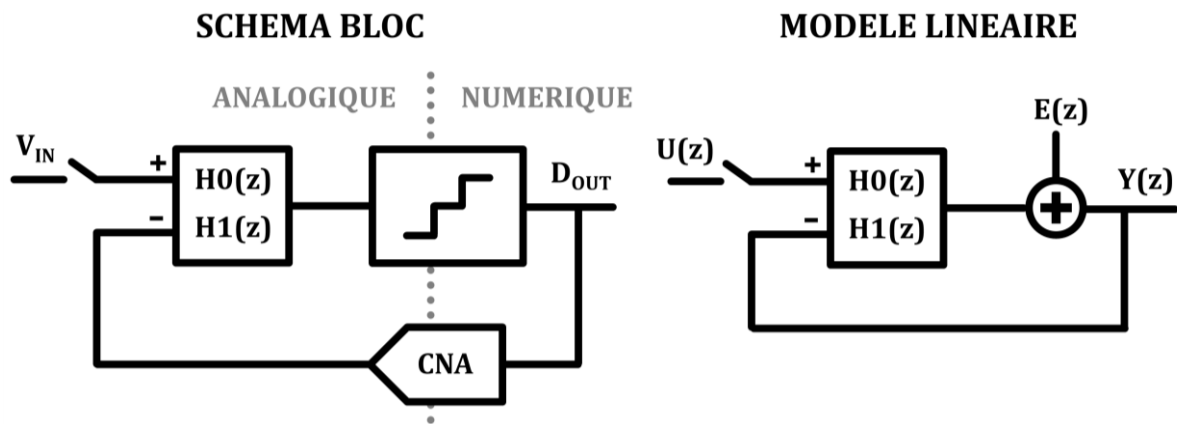 SCHEMA BLOC
ANALOGIQUE
NUMERIQUE
V_IN
+
H0(z)
−
H1(z)
D_OUT
CNA
MODELE LINEAIRE
E(z)
U(z)
+
H0(z)
−
H1(z)
+
Y(z)